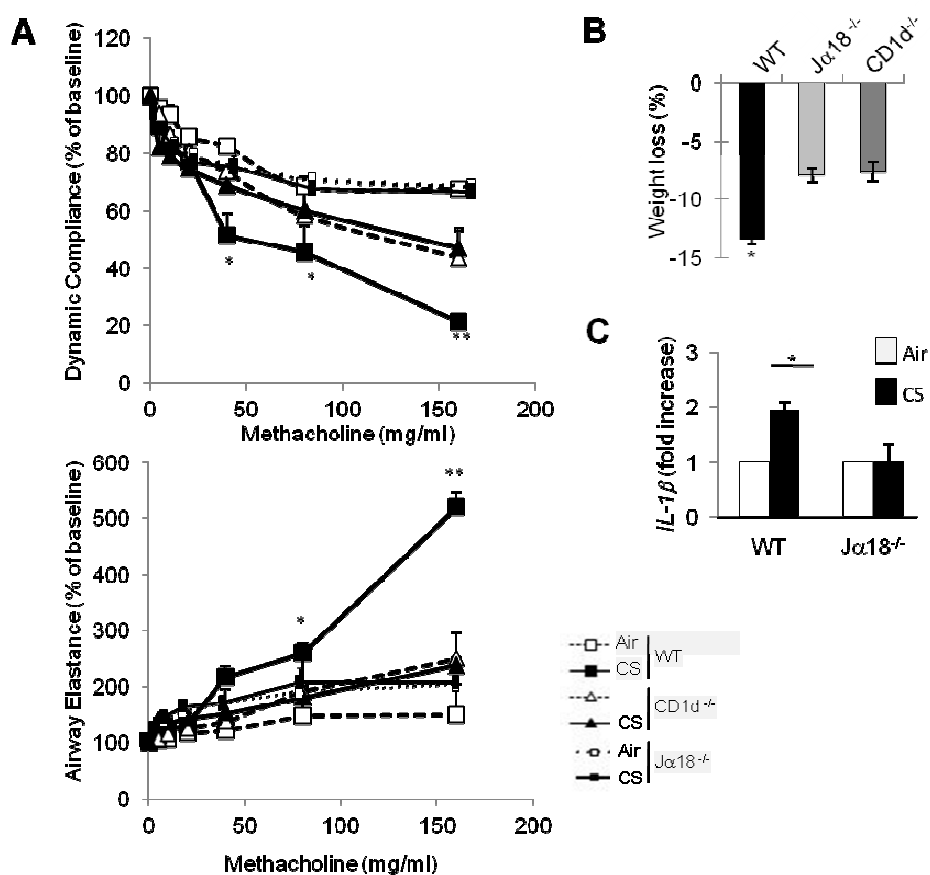 A
120
100
80
60
40
20
0
Dynamic Compliance (% of baseline)
*
*
**
0 50 100 150 200
Methacholine (mg/ml)
600
500
400
300
200
100
0
Airway Elastance (% of baseline)
*
**
0 50 100 150 200
Methacholine (mg/ml)
B
WT Jα18 -/- CD1d-/-
0
-5
-10
-15
Weight loss (%)
*
C
3
2
1
0
IL-1β (fold increase)
*
Air
CS
WT Jα18-/-
Air
CS
WT
CS
CD1d -/-
Air
CS
Jα18 -/-